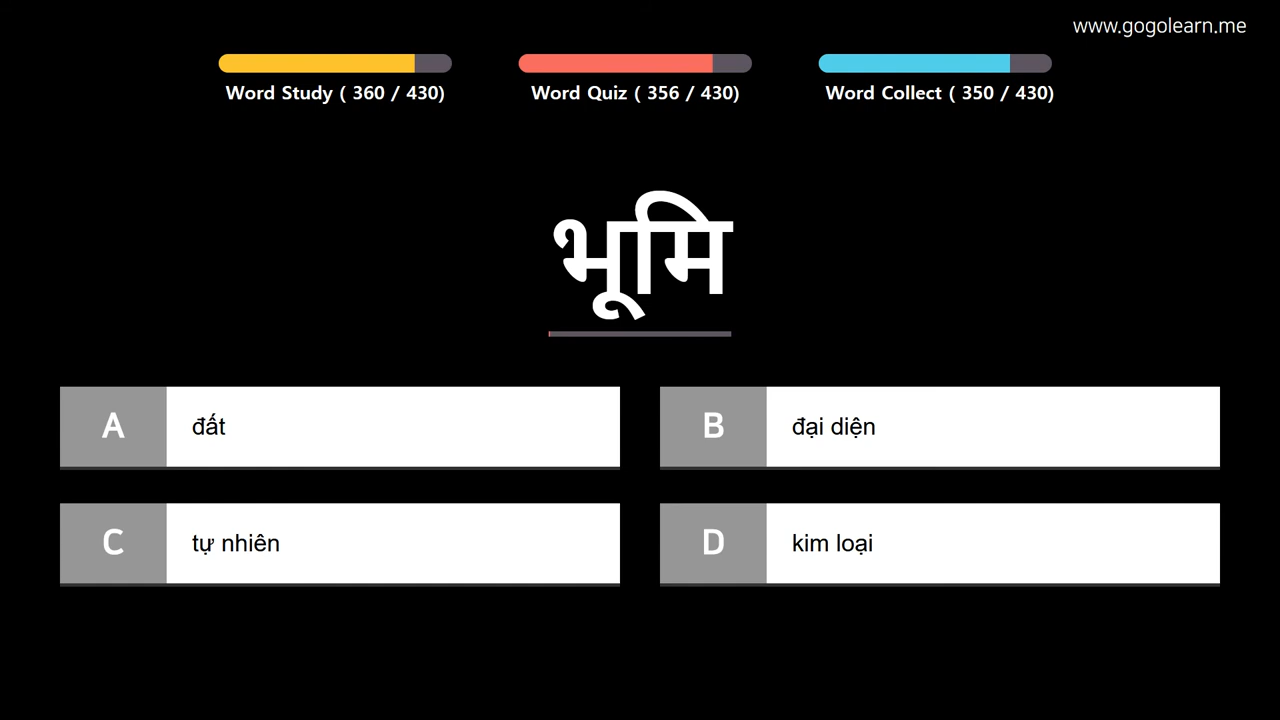 www.gogolearn.me
Word Study ( 360 / 430)
Word Quiz ( 356 / 430)
Word Collect ( 350 / 430)
भूमि
A đất
B đại diện
C tự nhiên
D kim loại